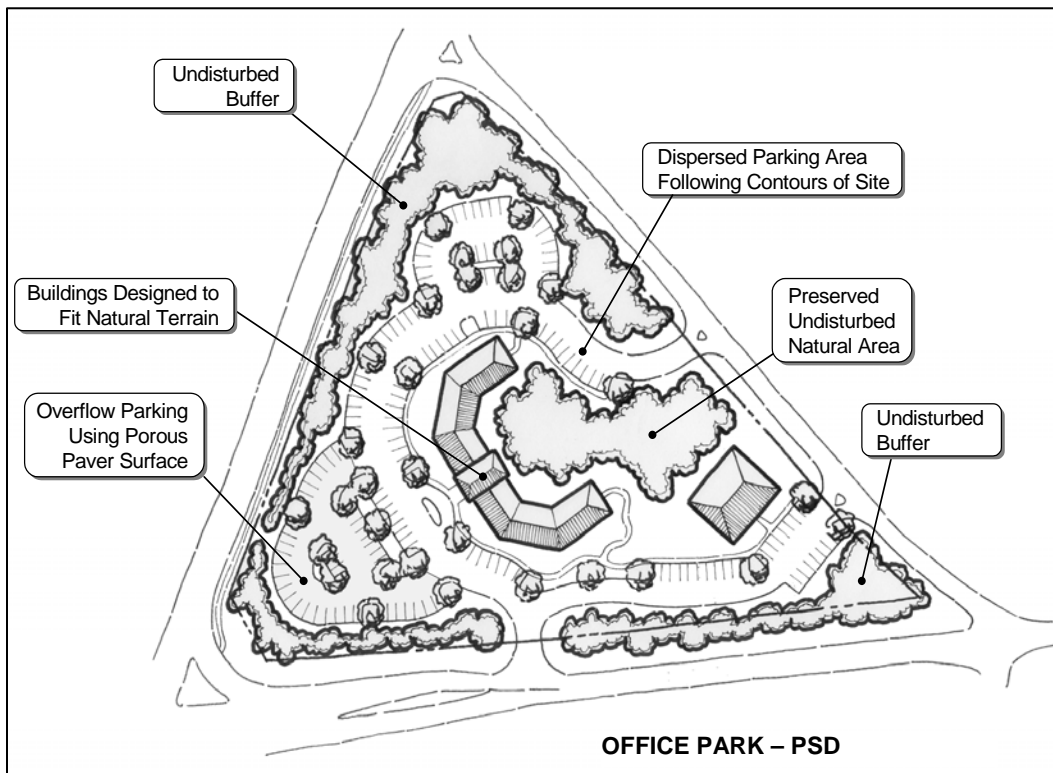 Undisturbed
Buffer
Dispersed Parking Area
Following Contours of Site
Buildings Designed to
Fit Natural Terrain
Preserved
Undisturbed
Natural Area
Overflow Parking
Using Porous
Paver Surface
Undisturbed
Buffer
OFFICE PARK – PSD